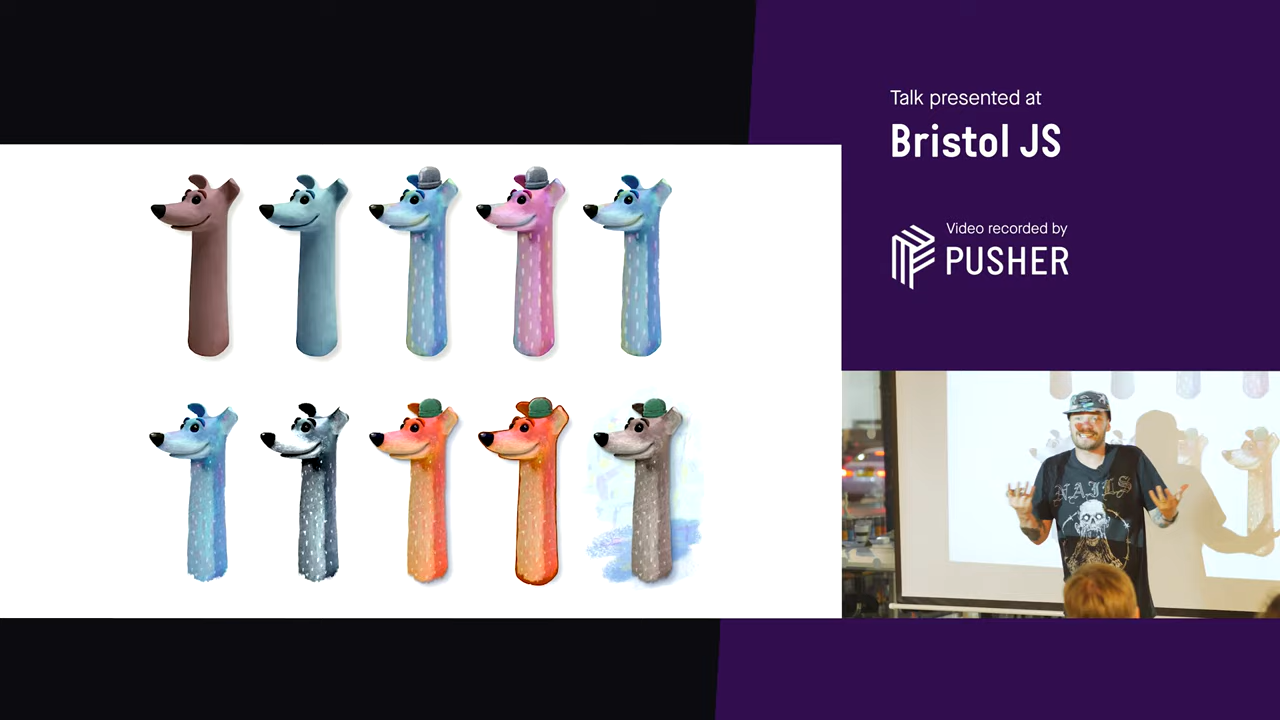 Talk presented at
Bristol JS
Video recorded by
PUSHER
NAILS